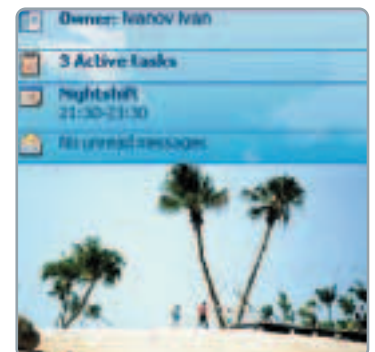 Owner: Ivanov Ivan
3 Active tasks
Nightshift
21:30-23:30
No unread messages